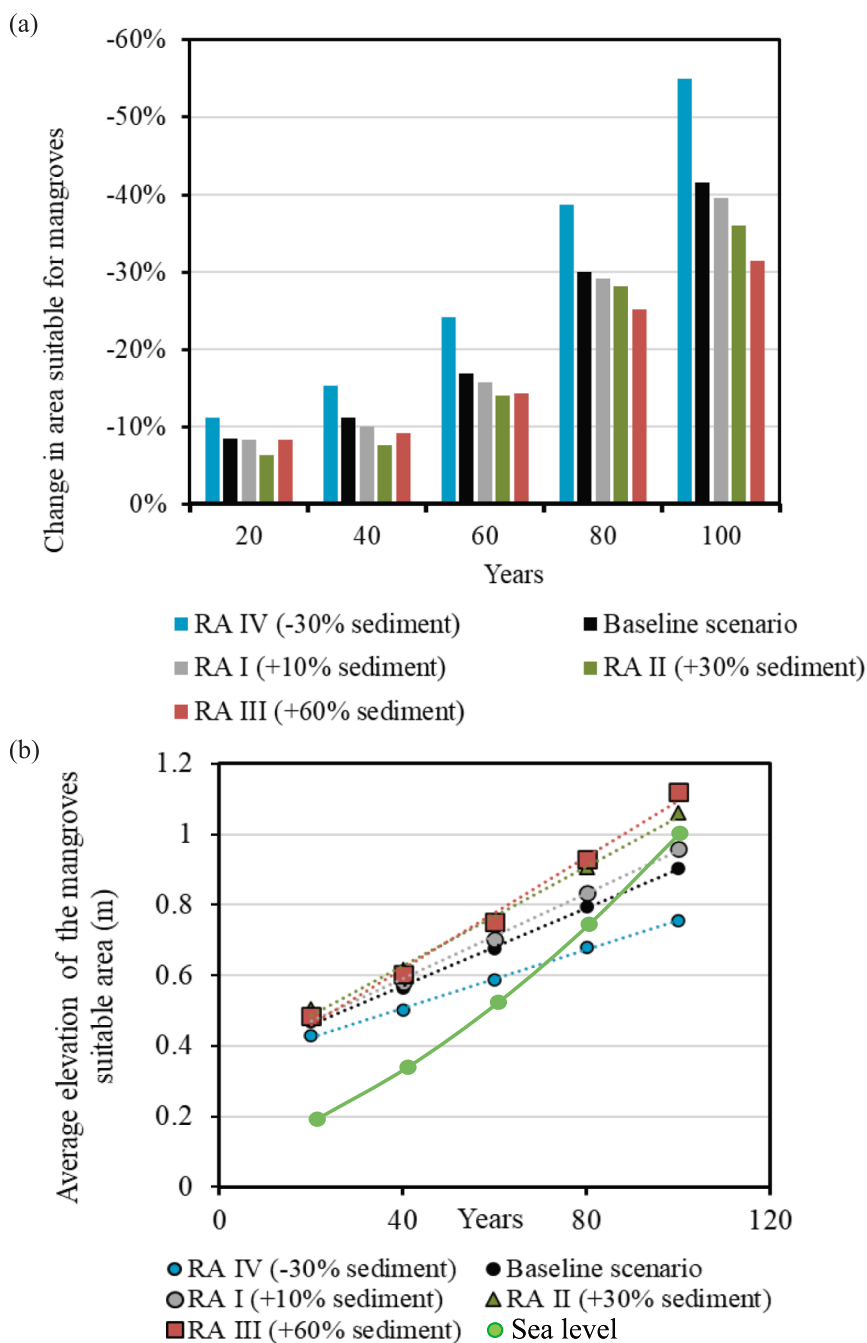 (a)
-60%
-50%
-40%
-30%
-20%
-10%
0%
Change in area suitable for mangroves
20 40 60 80 100
Years
RA IV (-30% sediment) Baseline scenario
RA I (+10% sediment) RA II (+30% sediment)
RA III (+60% sediment)
(b)
1.2
1
0.8
0.6
0.4
0.2
0
Average elevation of the mangroves
suitable area (m)
0 40 80 120
Years
RA IV (-30% sediment) Baseline scenario
RA I (+10% sediment) RA II (+30% sediment)
RA III (+60% sediment) Sea level